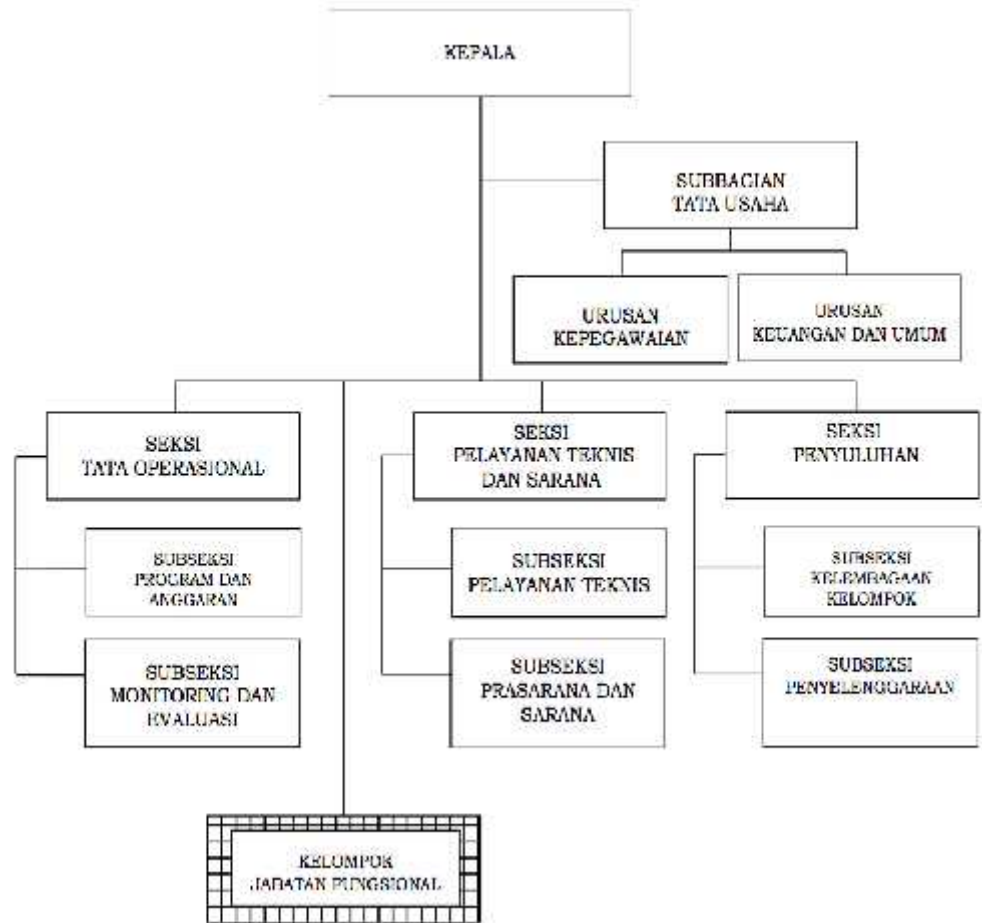 KEPALA
SUBBAGIAN
TATA USAHA
URUSAN
KEPEGAWAIAN
URUSAN
KEUANGAN DAN UMUM
SEKSI
TATA OPERASIONAL
SEKSI
PELAYANAN TEKNIS
DAN SARANA
SEKSI
PENYULUHAN
SUBSEKSI
PROGRAM DAN
ANGGARAN
SUBSEKSI
PELAYANAN TEKNIS
SUBSEKSI
KELEMBAGAAN
KELOMPOK
SUBSEKSI
MONITORING DAN
EVALUASI
SUBSEKSI
PRASARANA DAN
SARANA
SUBSEKSI
PENYELENGGARAAN
KELOMPOK
JABATAN FUNGSIONAL